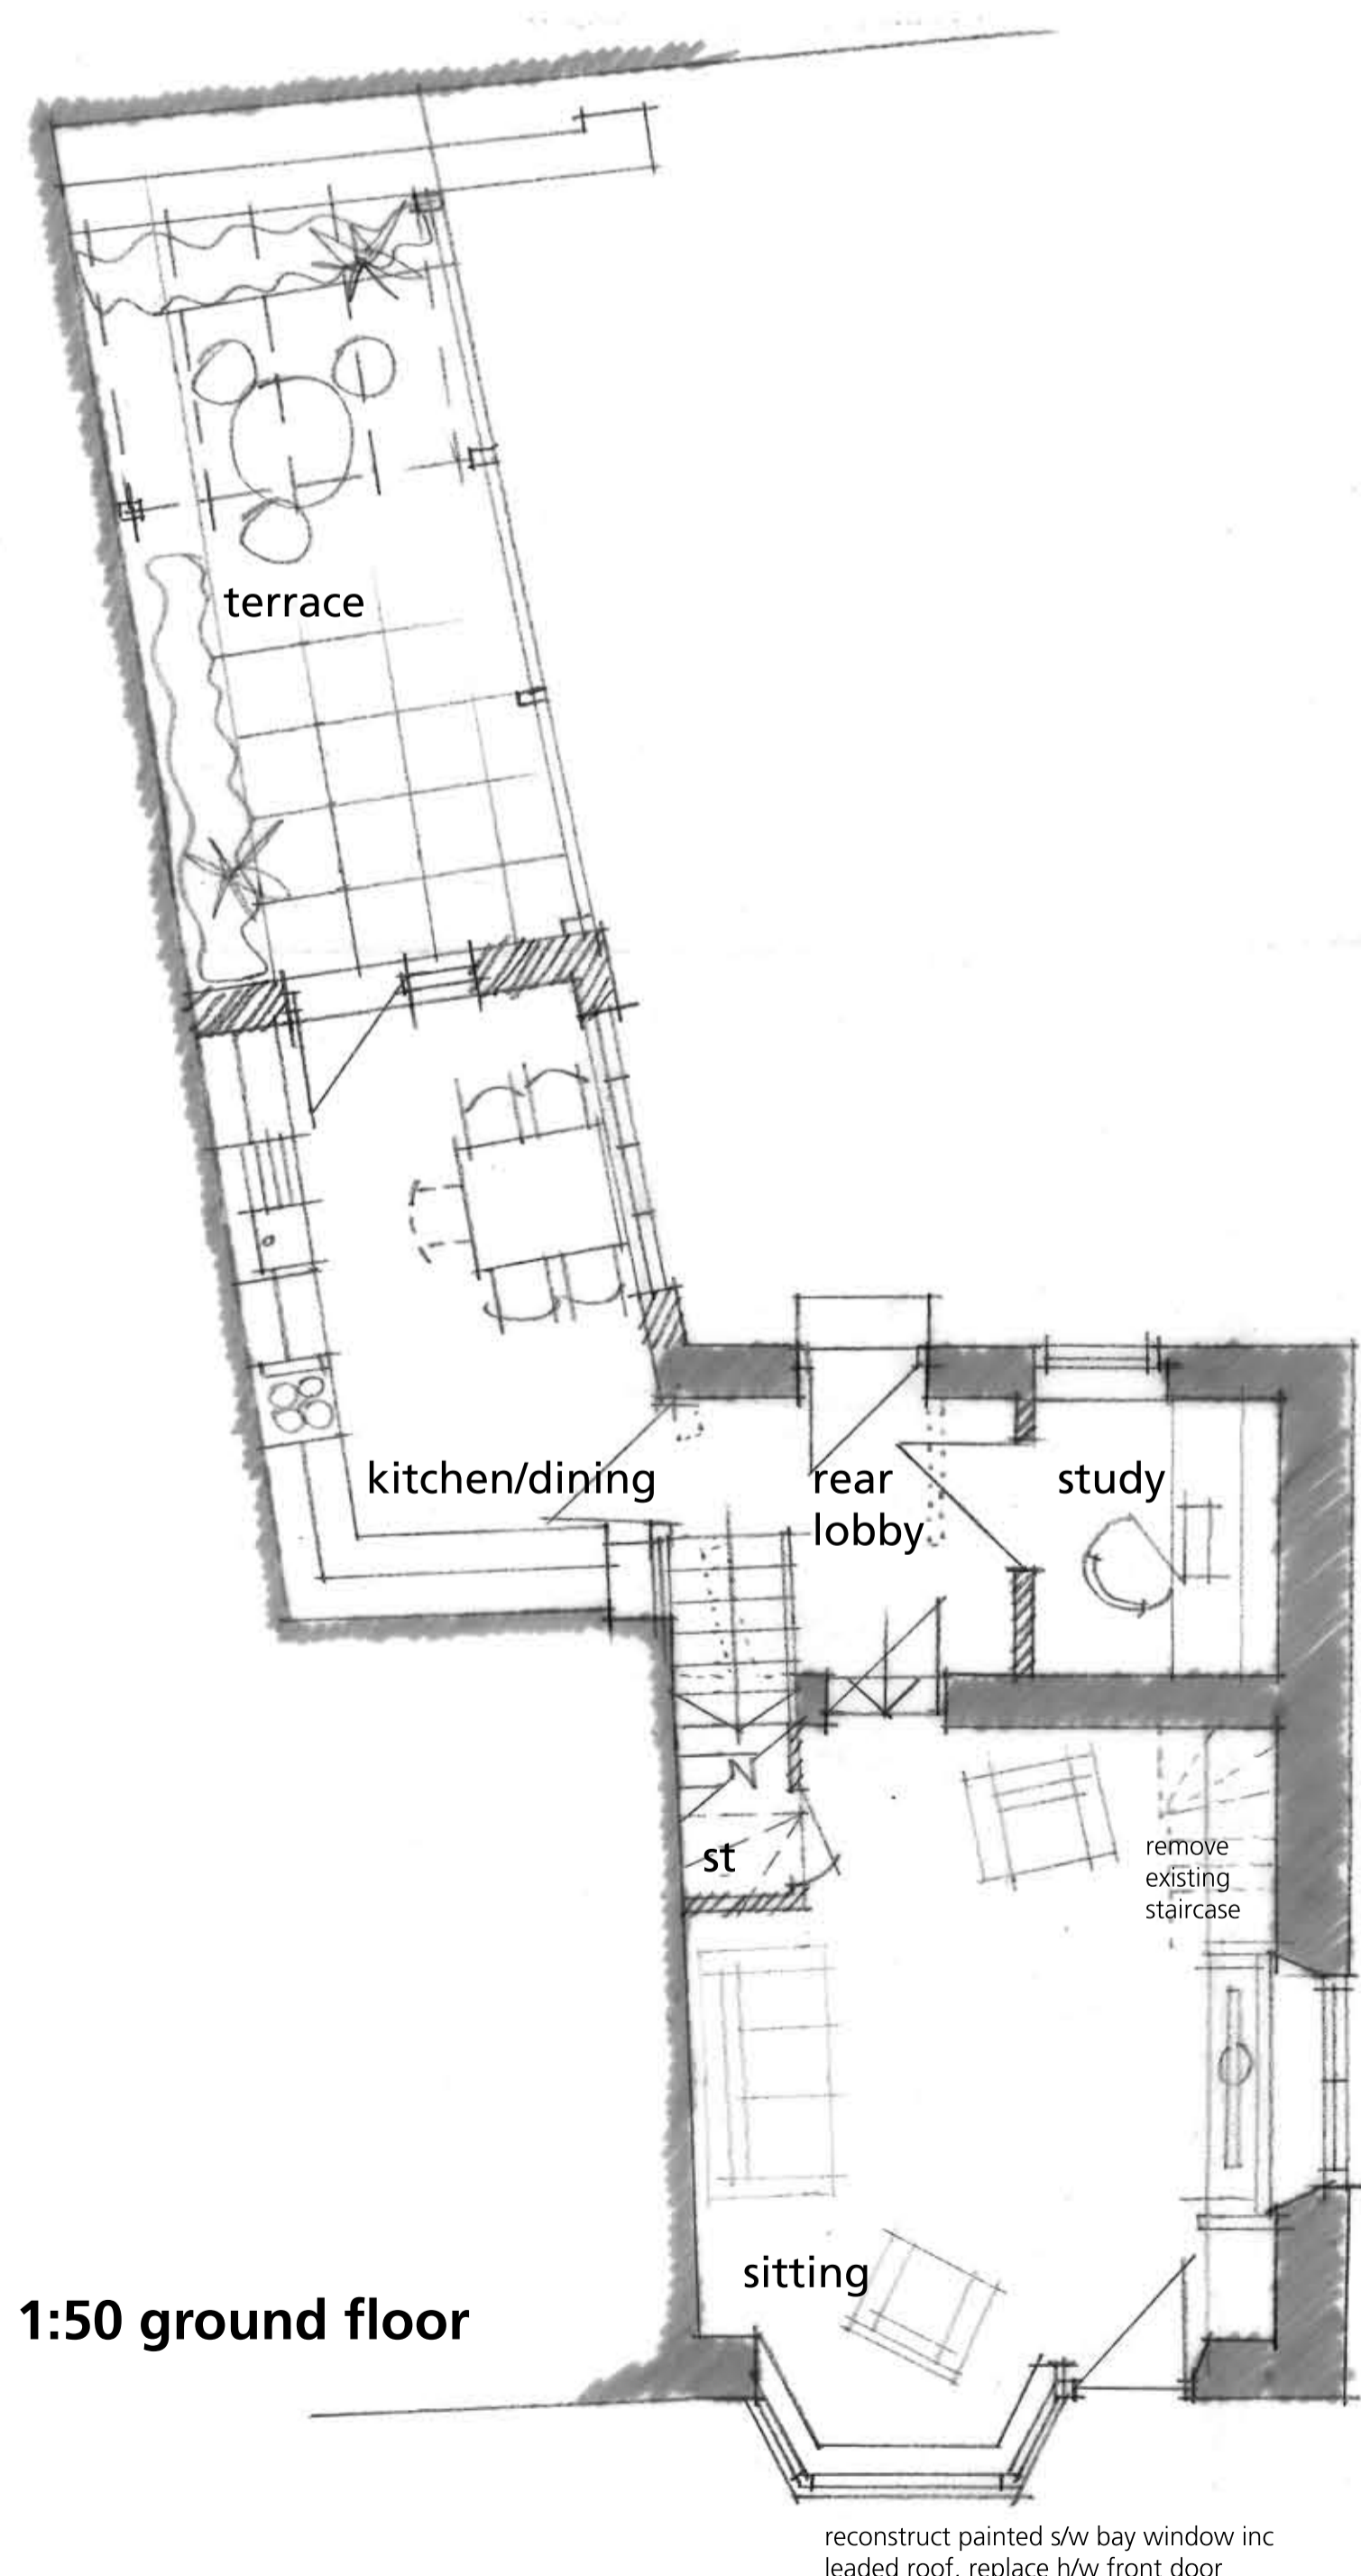 terrace
kitchen/dining
rear
lobby
study
st
remove
existing
staircase
sitting
1:50 ground floor
reconstruct painted s/w bay window inc
leaded roof, replace h/w front door